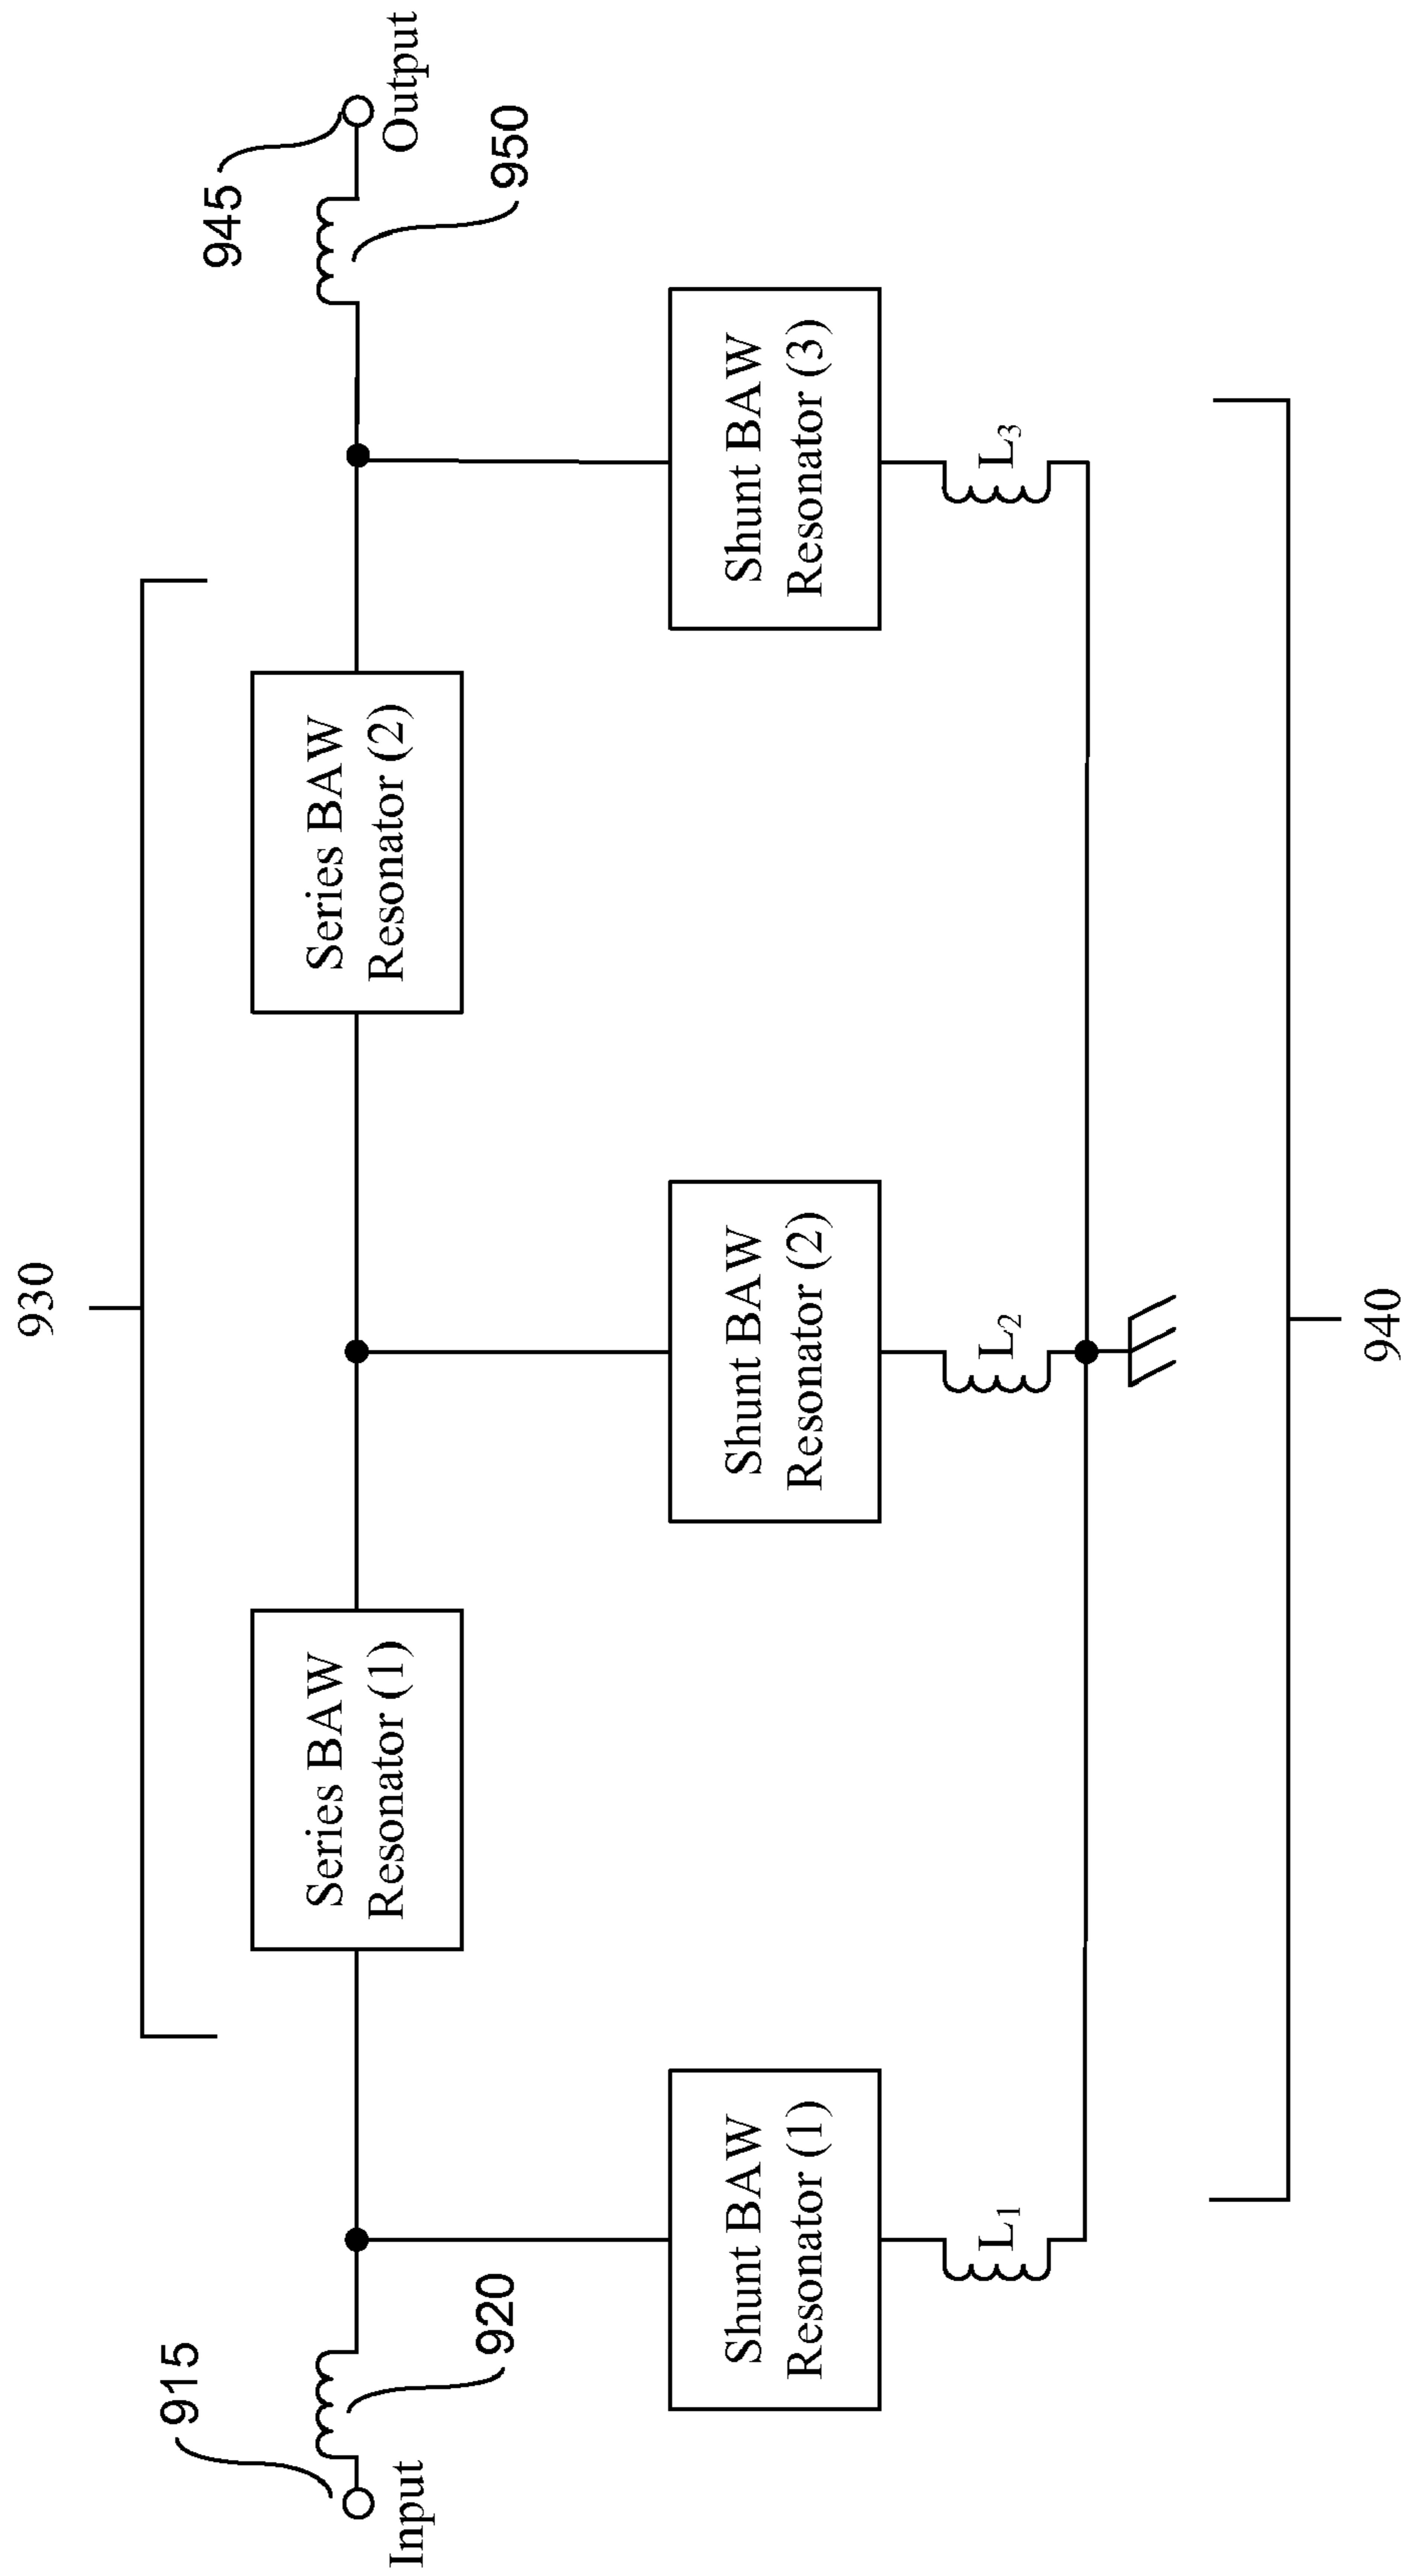 930
945
Output
950
Series BAW
Resonator (1)
Series BAW
Resonator (2)
915
Input
920
Shunt BAW
Resonator (1)
Shunt BAW
Resonator (2)
Shunt BAW
Resonator (3)
L1
L2
L3
940